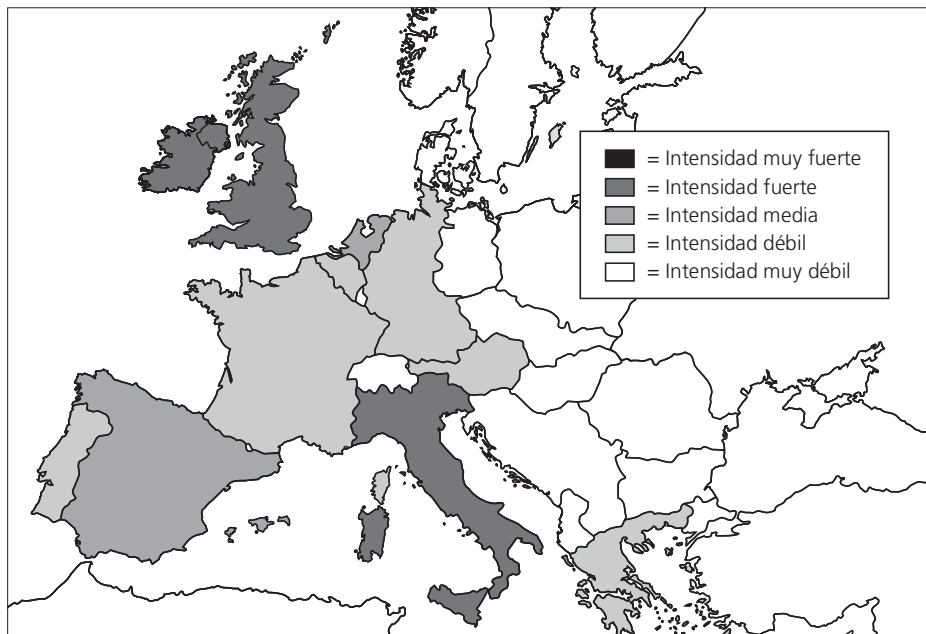 = Intensidad muy fuerte
= Intensidad fuerte
= Intensidad media
= Intensidad débil
= Intensidad muy débil